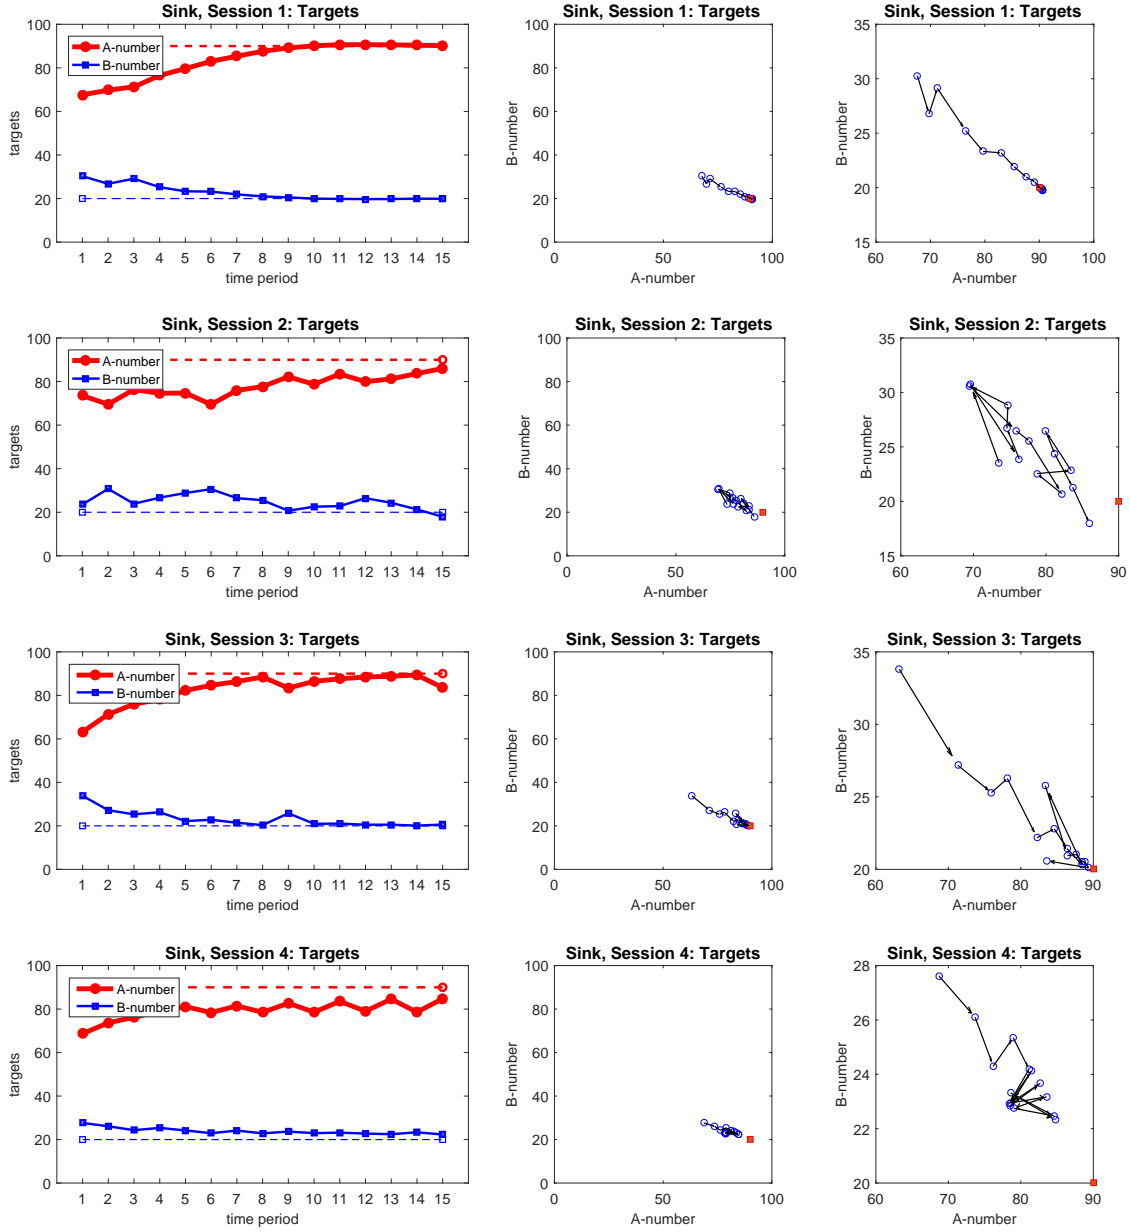 Sink, Session 1: Targets
100
80
60
40
20
0
targets
A-number
B-number
1 2 3 4 5 6 7 8 9 10 11 12 13 14 15
time period
Sink, Session 1: Targets
100
80
60
40
20
0
B-number
0 50 100
A-number
Sink, Session 1: Targets
35
30
25
20
15
B-number
60 70 80 90 100
A-number
Sink, Session 2: Targets
100
80
60
40
20
0
targets
A-number
B-number
1 2 3 4 5 6 7 8 9 10 11 12 13 14 15
time period
Sink, Session 2: Targets
100
80
60
40
20
0
B-number
0 50 100
A-number
Sink, Session 2: Targets
35
30
25
20
15
B-number
60 70 80 90
A-number
Sink, Session 3: Targets
100
80
60
40
20
0
targets
A-number
B-number
1 2 3 4 5 6 7 8 9 10 11 12 13 14 15
time period
Sink, Session 3: Targets
100
80
60
40
20
0
B-number
0 50 100
A-number
Sink, Session 3: Targets
35
30
25
20
B-number
60 70 80 90
A-number
Sink, Session 4: Targets
100
80
60
40
20
0
targets
A-number
B-number
1 2 3 4 5 6 7 8 9 10 11 12 13 14 15
time period
Sink, Session 4: Targets
100
80
60
40
20
0
B-number
0 50 100
A-number
Sink, Session 4: Targets
28
26
24
22
20
B-number
60 70 80 90
A-number